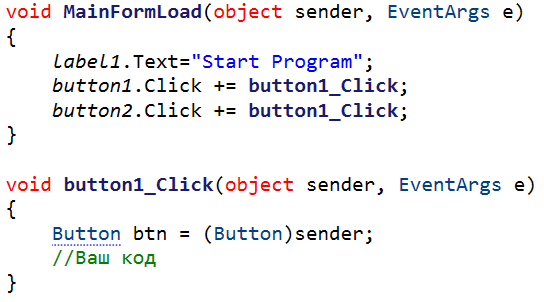 void MainFormLoad(object sender, EventArgs e)
{
label1.Text="Start Program";
button1.Click += button1_Click;
button2.Click += button1_Click;
}
void button1_Click(object sender, EventArgs e)
{
Button btn = (Button)sender;
//Ваш код
}